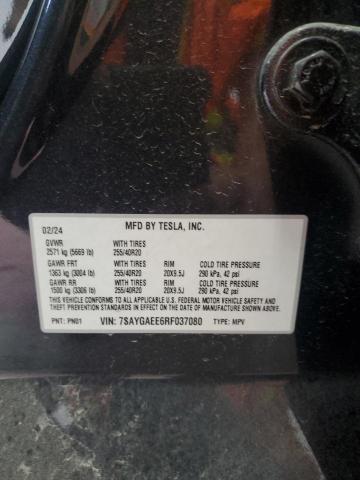 02/24 MFD BY TESLA, INC.
GVWR WITH TIRES
2571 kg (5669 lb) 255/40R20
GAWR FRT WITH TIRES RIM COLD TIRE PRESSURE
1363 kg (3004 lb) 255/40R20 20X9.5J 290 kPa, 42 psi
GAWR RR WITH TIRES RIM COLD TIRE PRESSURE
1500 kg (3306 lb) 255/40R20 20X9.5J 290 kPa, 42 psi
THIS VEHICLE CONFORMS TO ALL APPLICABLE U.S. FEDERAL MOTOR VEHICLE
SAFETY STANDARDS IN EFFECT ON THE DATE OF MANUFACTURE SHOWN ABOVE.
PNT: PN01 VIN: 7SAYGAEE6RF037080 TYPE: MPV